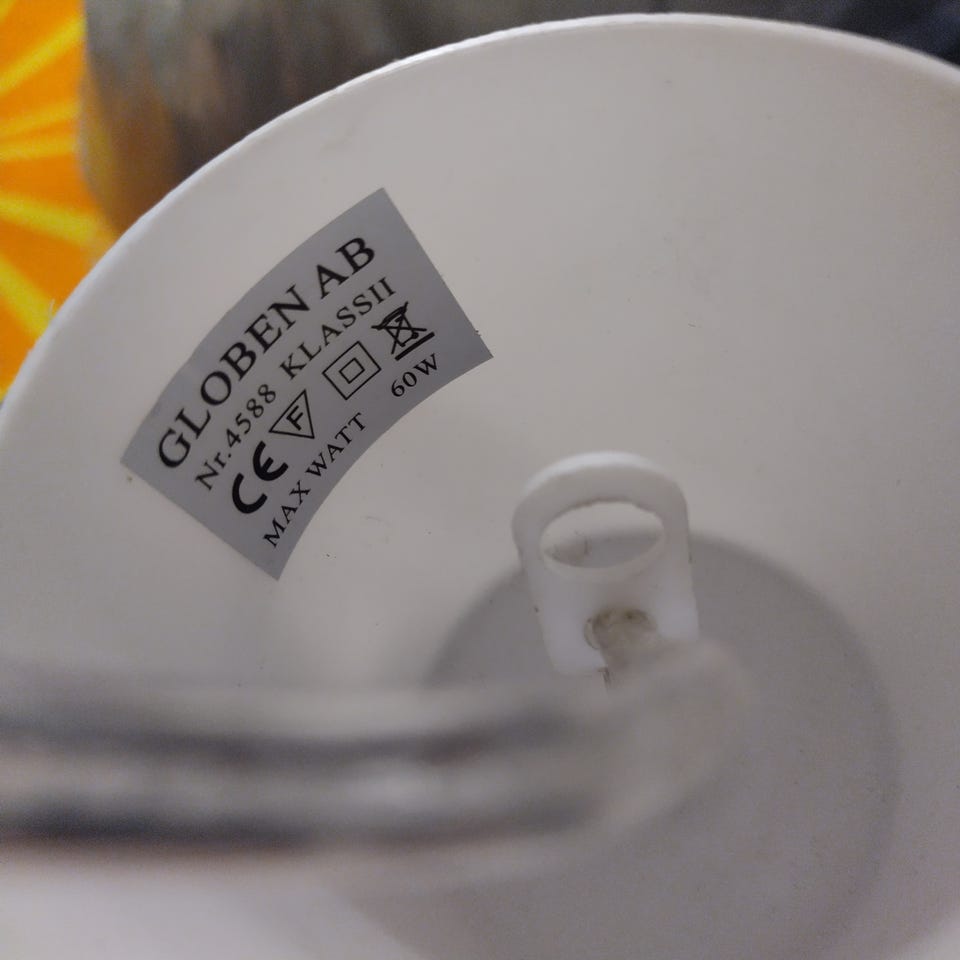 GLOBEN AB
Nr.4588 KLASSII
CE F
MAX WATT 60W